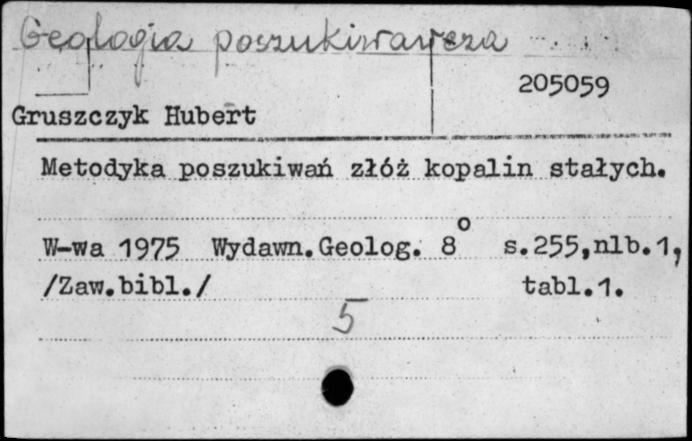 Geologia poszukiwawcza
205059
Gruszczyk Hubert
Metodyka poszukiwań złóż kopalin stałych.
W-wa 1975 Wydawn.Geolog. 8° s.255,nlb.1,
/Zaw.bibl./ tabl.1.
5